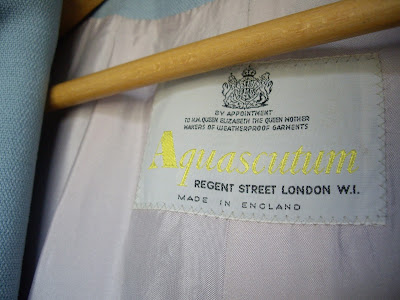 BY APPOINTMENT
TO H.M. QUEEN ELIZABETH THE QUEEN MOTHER
MAKERS OF WEATHERPROOF GARMENTS
Aquascutum
REGENT STREET LONDON W.I.
MADE IN ENGLAND